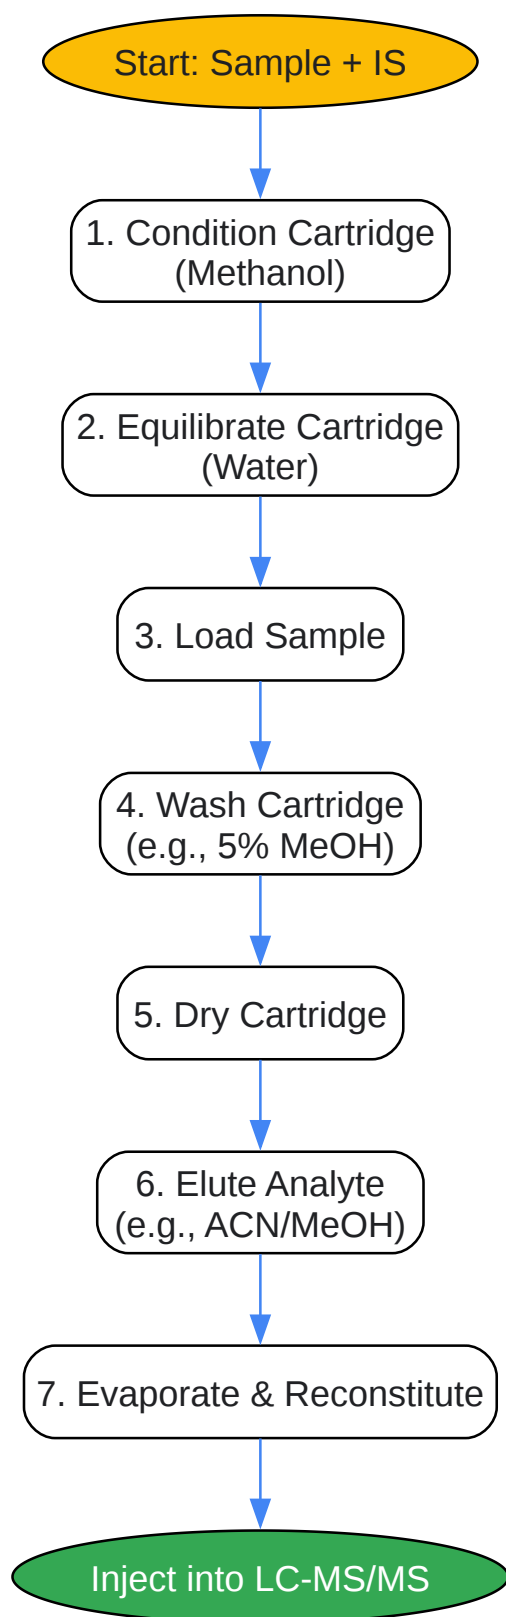 Start: Sample + IS
1. Condition Cartridge
(Methanol)
2. Equilibrate Cartridge
(Water)
3. Load Sample
4. Wash Cartridge
(e.g., 5% MeOH)
5. Dry Cartridge
6. Elute Analyte
(e.g., ACN/MeOH)
7. Evaporate & Reconstitute
Inject into LC-MS/MS